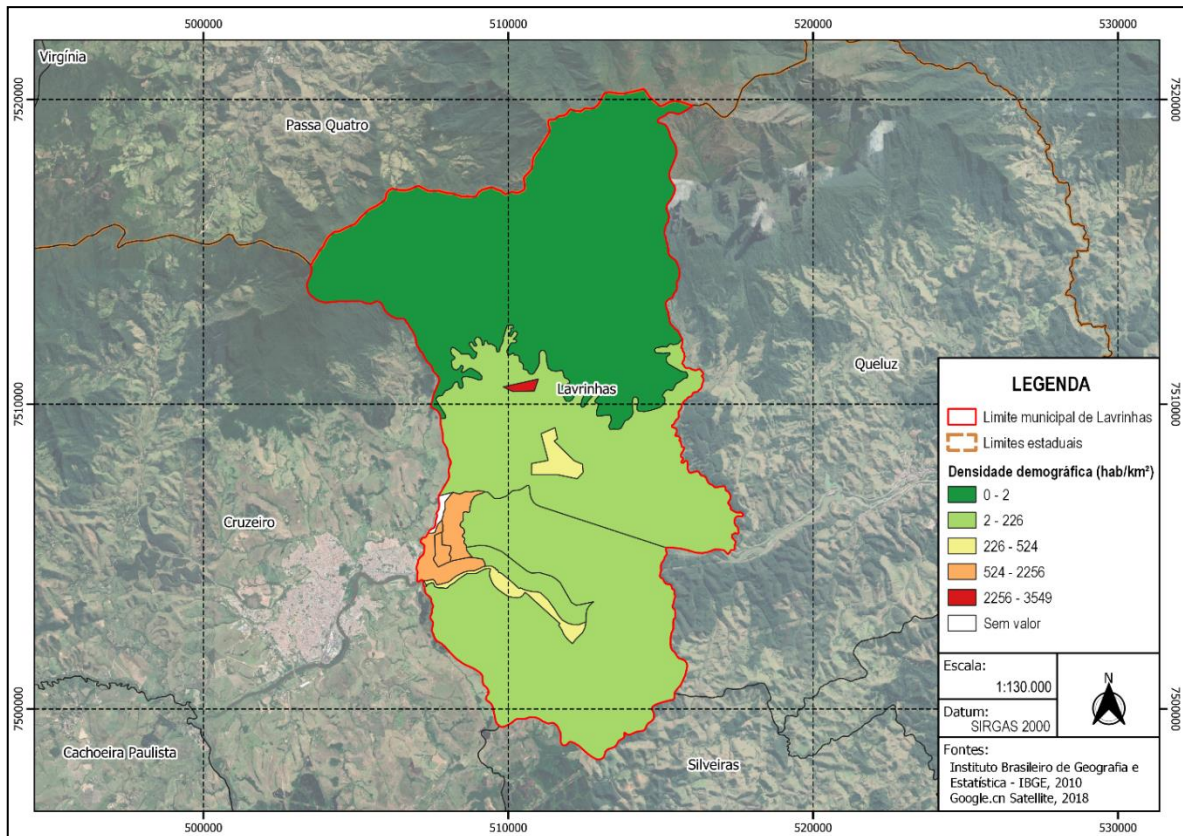 500000
510000
520000
530000
Virgínia
7520000
7520000
Passa Quatro
Queluz
Lavrinhas
7510000
7510000
Cruzeiro
LEGENDA
Limite municipal de Lavrinhas
Limites estaduais
Densidade demográfica (hab/km²)
0 - 2
2 - 226
226 - 524
524 - 2256
2256 - 3549
Sem valor
Escala:
1:130.000
N
Datum:
SIRGAS 2000
Fontes:
Instituto Brasileiro de Geografia e
Estatística - IBGE, 2010
Google.cn Satellite, 2018
7500000
7500000
Cachoeira Paulista
Silveiras
500000
510000
520000
530000